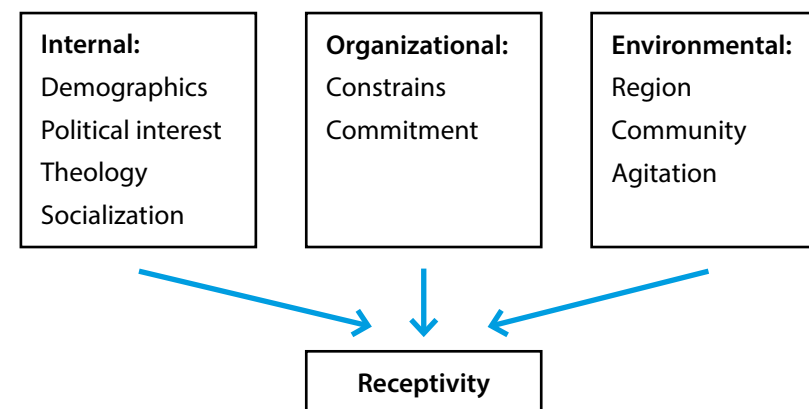 Internal:
Demographics
Political interest
Theology
Socialization
Organizational:
Constrains
Commitment
Environmental:
Region
Community
Agitation
Receptivity